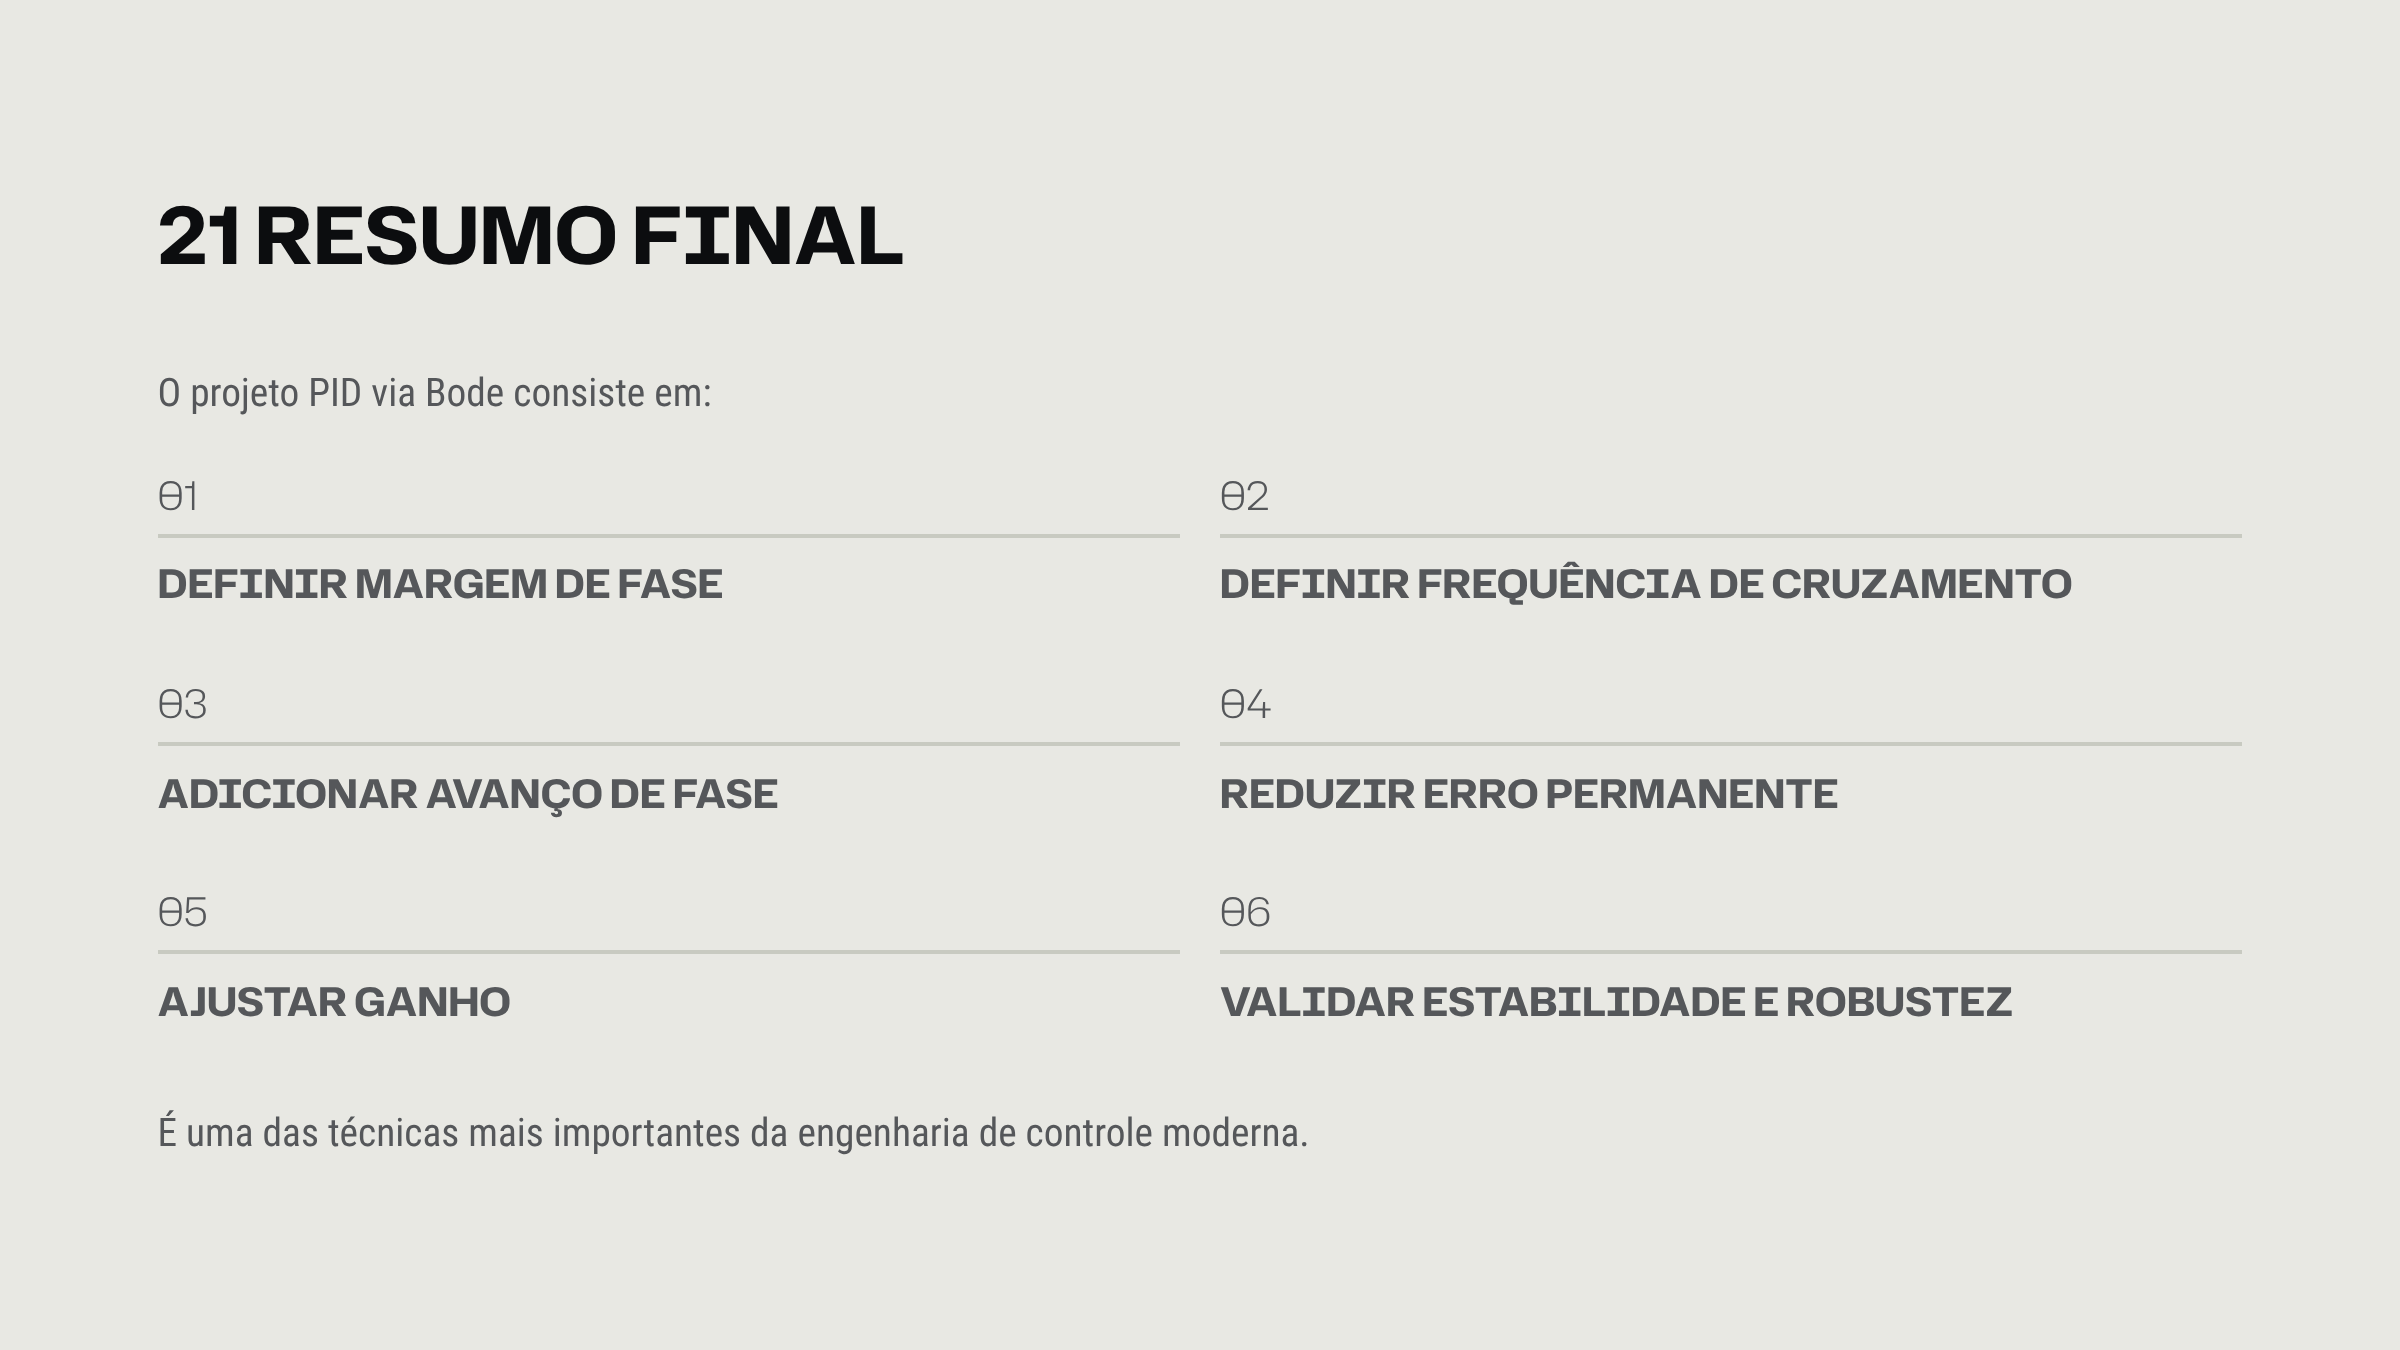 21 RESUMO FINAL
O projeto PID via Bode consiste em:
01
DEFINIR MARGEM DE FASE
02
DEFINIR FREQUÊNCIA DE CRUZAMENTO
03
ADICIONAR AVANÇO DE FASE
04
REDUZIR ERRO PERMANENTE
05
AJUSTAR GANHO
06
VALIDAR ESTABILIDADE E ROBUSTEZ
É uma das técnicas mais importantes da engenharia de controle moderna.